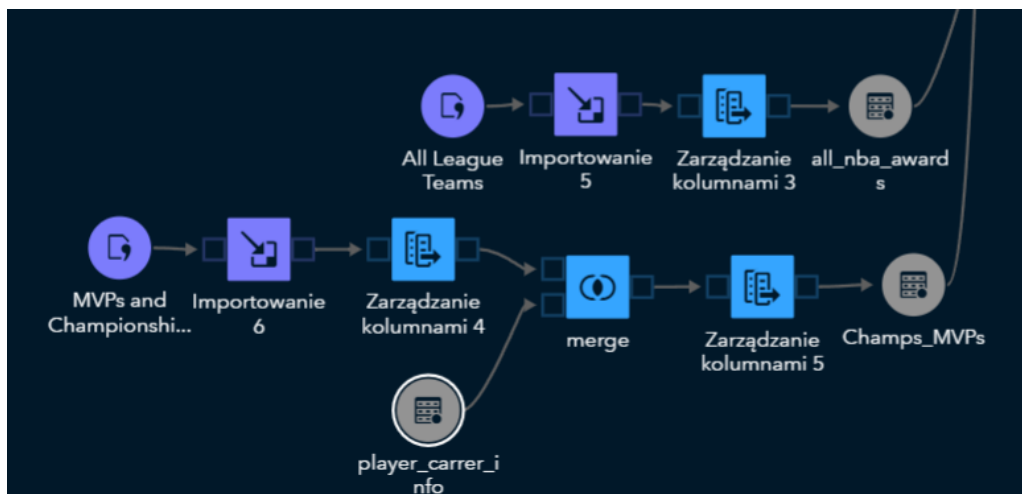 All League
Teams
Importowanie
5
Zarządzanie
kolumnami 3
all_nba_award
s
MVPs and
Championshi...
Importowanie
6
Zarządzanie
kolumnami 4
merge
Zarządzanie
kolumnami 5
Champs_MVPs
player_carrer_i
nfo